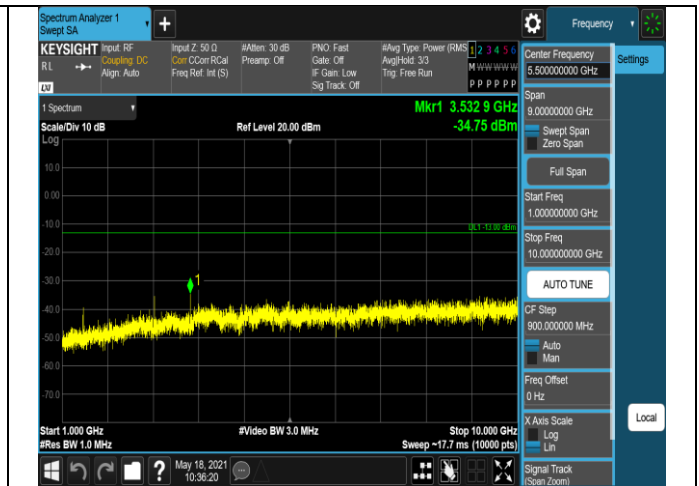 Spectrum Analyzer 1
Swept SA
Frequency
KEYSIGHT
RL
LXI
Input: RF
Coupling: DC
Align: Auto
Input Z: 50 Ω
Corr CCorr RCal
Freq Ref: Int (S)
#Atten: 30 dB
Preamp: Off
PNO: Fast
Gate: Off
IF Gain: Low
Sig Track: Off
#Avg Type: Power (RMS
Avg|Hold: 3/3
Trig: Free Run
1 2 3 4 5 6
M W W W W W
P P P P P P
Center Frequency
5.500000000 GHz
Settings
Span
9.00000000 GHz
Swept Span
Zero Span
Full Span
Start Freq
1.000000000 GHz
Stop Freq
10.000000000 GHz
AUTO TUNE
CF Step
900.000000 MHz
Auto
Man
Freq Offset
0 Hz
X Axis Scale
Log
Lin
Local
Signal Track
(Span Zoom)
1 Spectrum
Mkr1 3.532 9 GHz
Scale/Div 10 dB
Ref Level 20.00 dBm
-34.75 dBm
Log
10.0
0.00
-10.0
DL1 -13.00 dBm
-20.0
-30.0
1
-40.0
-50.0
-60.0
-70.0
Start 1.000 GHz
#Video BW 3.0 MHz
Stop 10.000 GHz
#Res BW 1.0 MHz
Sweep ~17.7 ms (10000 pts)
?
May 18, 2021
10:36:20